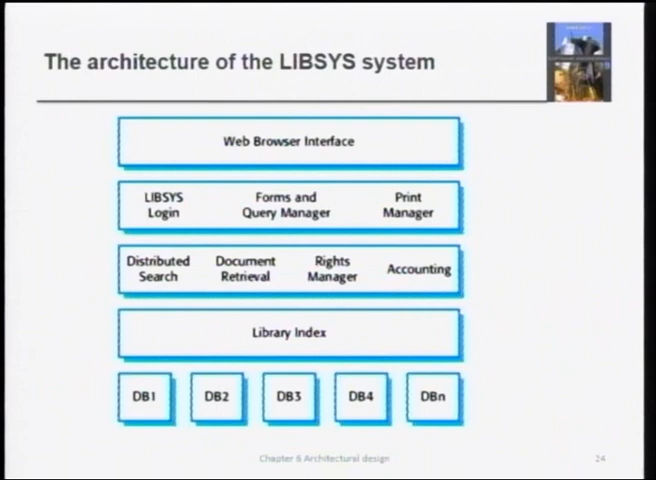 The architecture of the LIBSYS system
Web Browser Interface
LIBSYS
Login
Forms and
Query Manager
Print
Manager
Distributed
Search
Document
Retrieval
Rights
Manager
Accounting
Library Index
DB1
DB2
DB3
DB4
DBn
Chapter 6 Architectural design
24